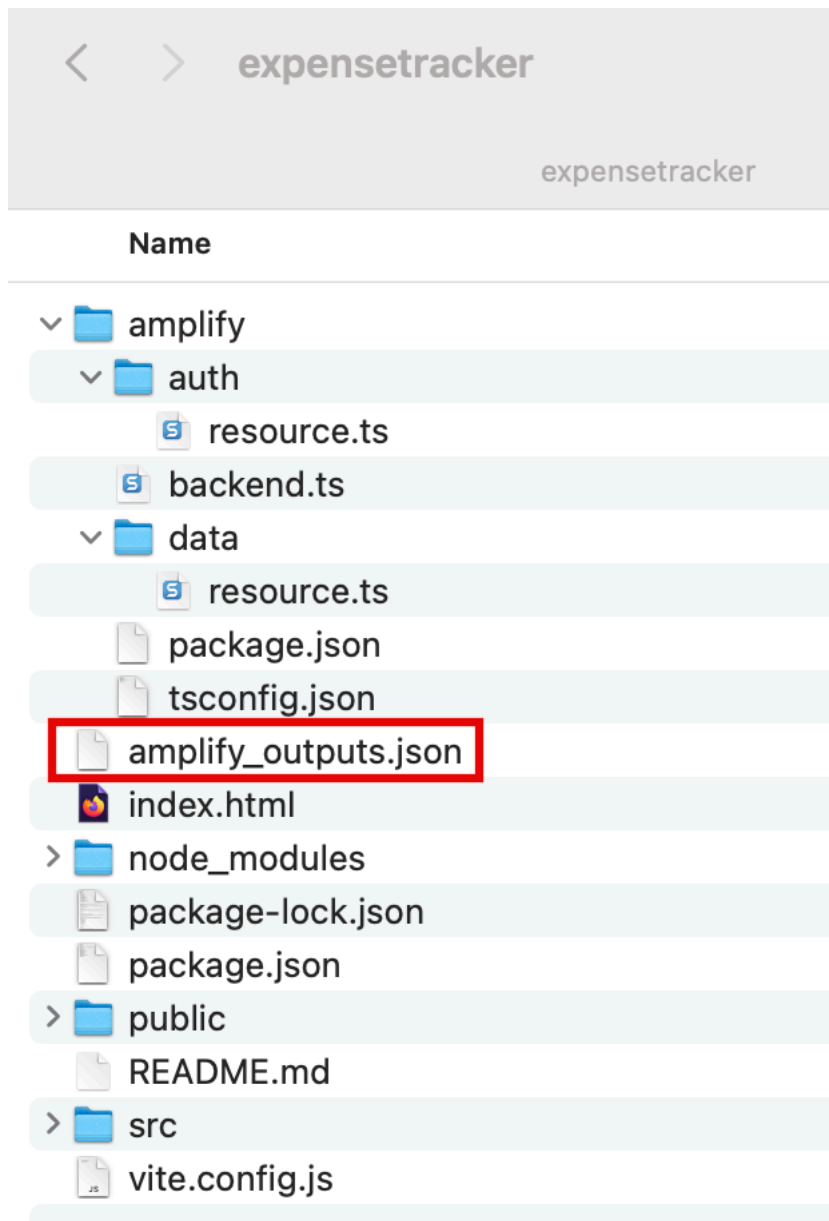 expensetracker
expensetracker
Name
amplify
auth
resource.ts
backend.ts
data
resource.ts
package.json
tsconfig.json
amplify_outputs.json
index.html
node_modules
package-lock.json
package.json
public
README.md
src
vite.config.js